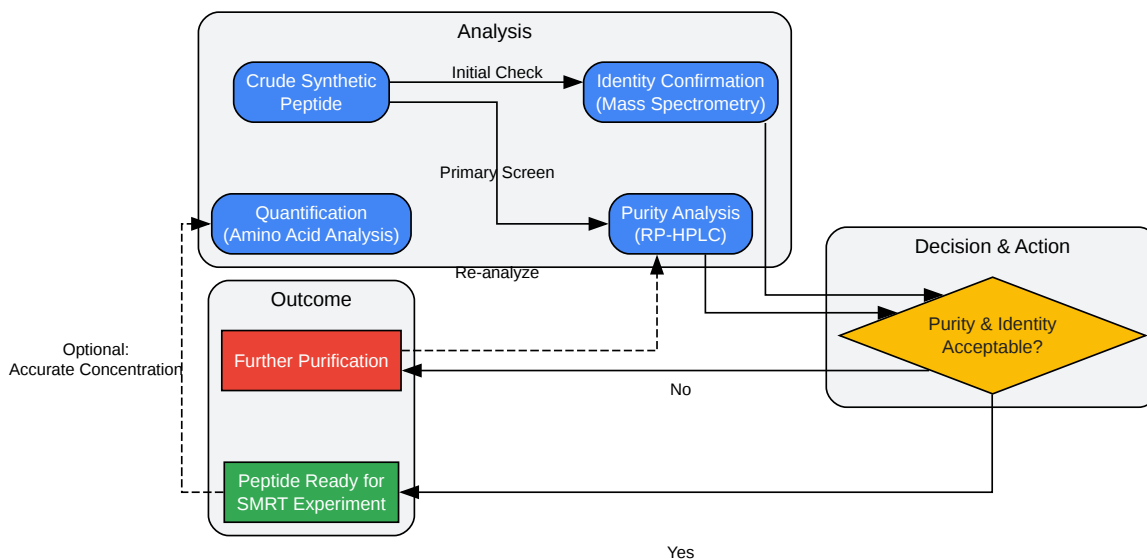 Analysis
Crude Synthetic
Peptide
Initial Check
Identity Confirmation
(Mass Spectrometry)
Primary Screen
Quantification
(Amino Acid Analysis)
Purity Analysis
(RP-HPLC)
Re-analyze
Decision & Action
Purity & Identity
Acceptable?
Outcome
Further Purification
Optional:
Accurate Concentration
No
Peptide Ready for
SMRT Experiment
Yes